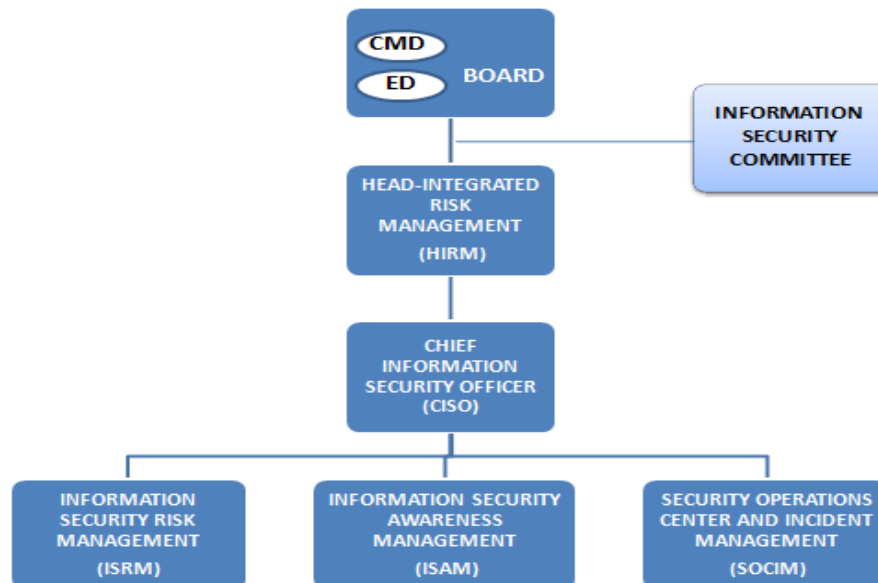 CMD
ED
BOARD
INFORMATION
SECURITY
COMMITTEE
HEAD-INTEGRATED
RISK
MANAGEMENT
(HIRM)
CHIEF
INFORMATION
SECURITY OFFICER
(CISO)
INFORMATION
SECURITY RISK
MANAGEMENT
(ISRM)
INFORMATION SECURITY
AWARENESS
MANAGEMENT
(ISAM)
SECURITY OPERATIONS
CENTER AND INCIDENT
MANAGEMENT
(SOCIM)